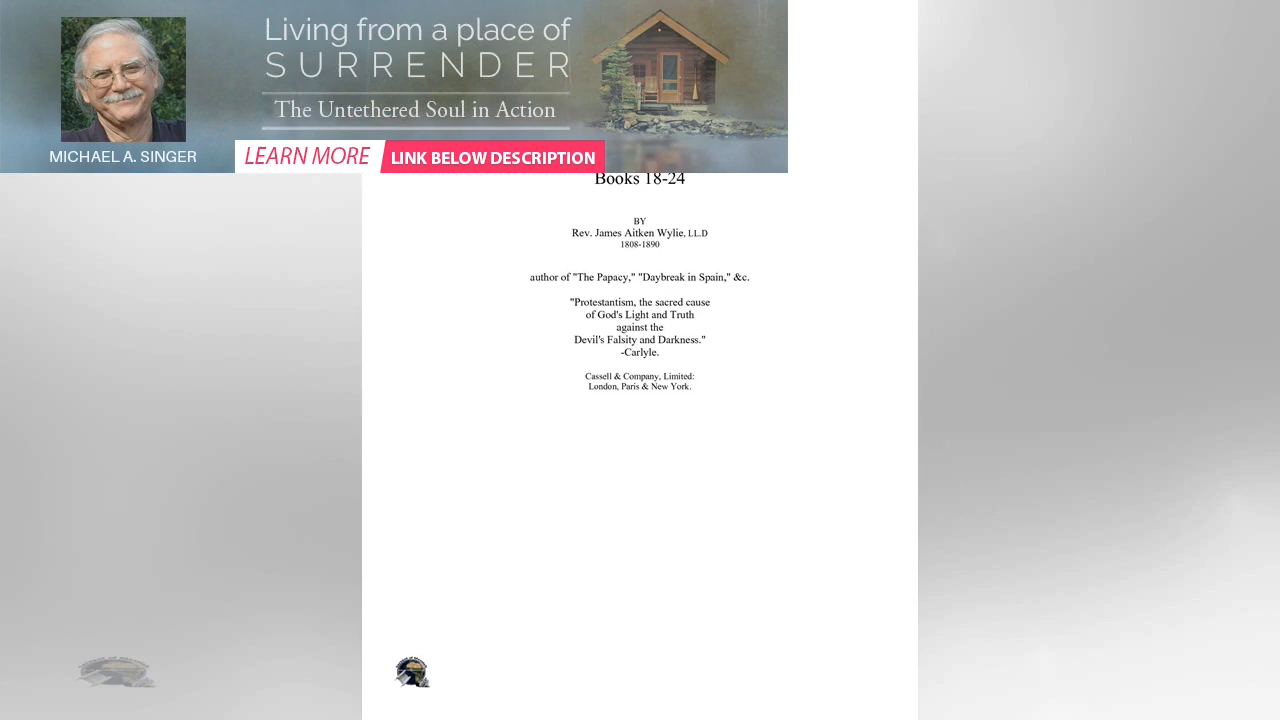 Living from a place of
SURRENDER
The Untethered Soul in Action
MICHAEL A. SINGER
LEARN MORE
LINK BELOW DESCRIPTION
Books 18-24
BY
Rev. James Aitken Wylie, LL.D
1808-1890
author of "The Papacy," "Daybreak in Spain," &c.
"Protestantism, the sacred cause
of God's Light and Truth
against the
Devil's Falsity and Darkness."
-Carlyle.
Cassell & Company, Limited:
London, Paris & New York.